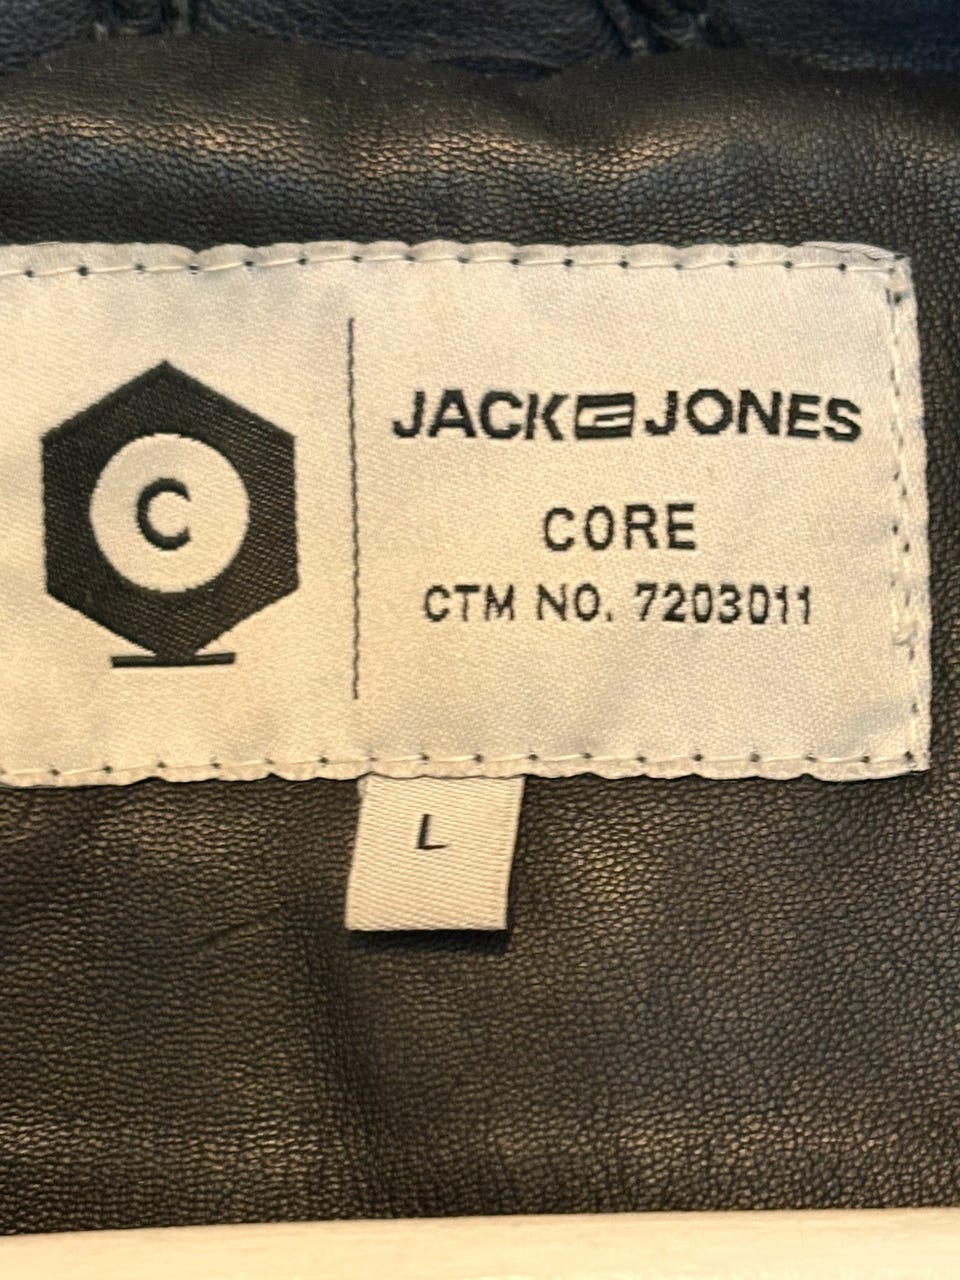 C
JACK & JONES
CORE
CTM NO. 7203011
L